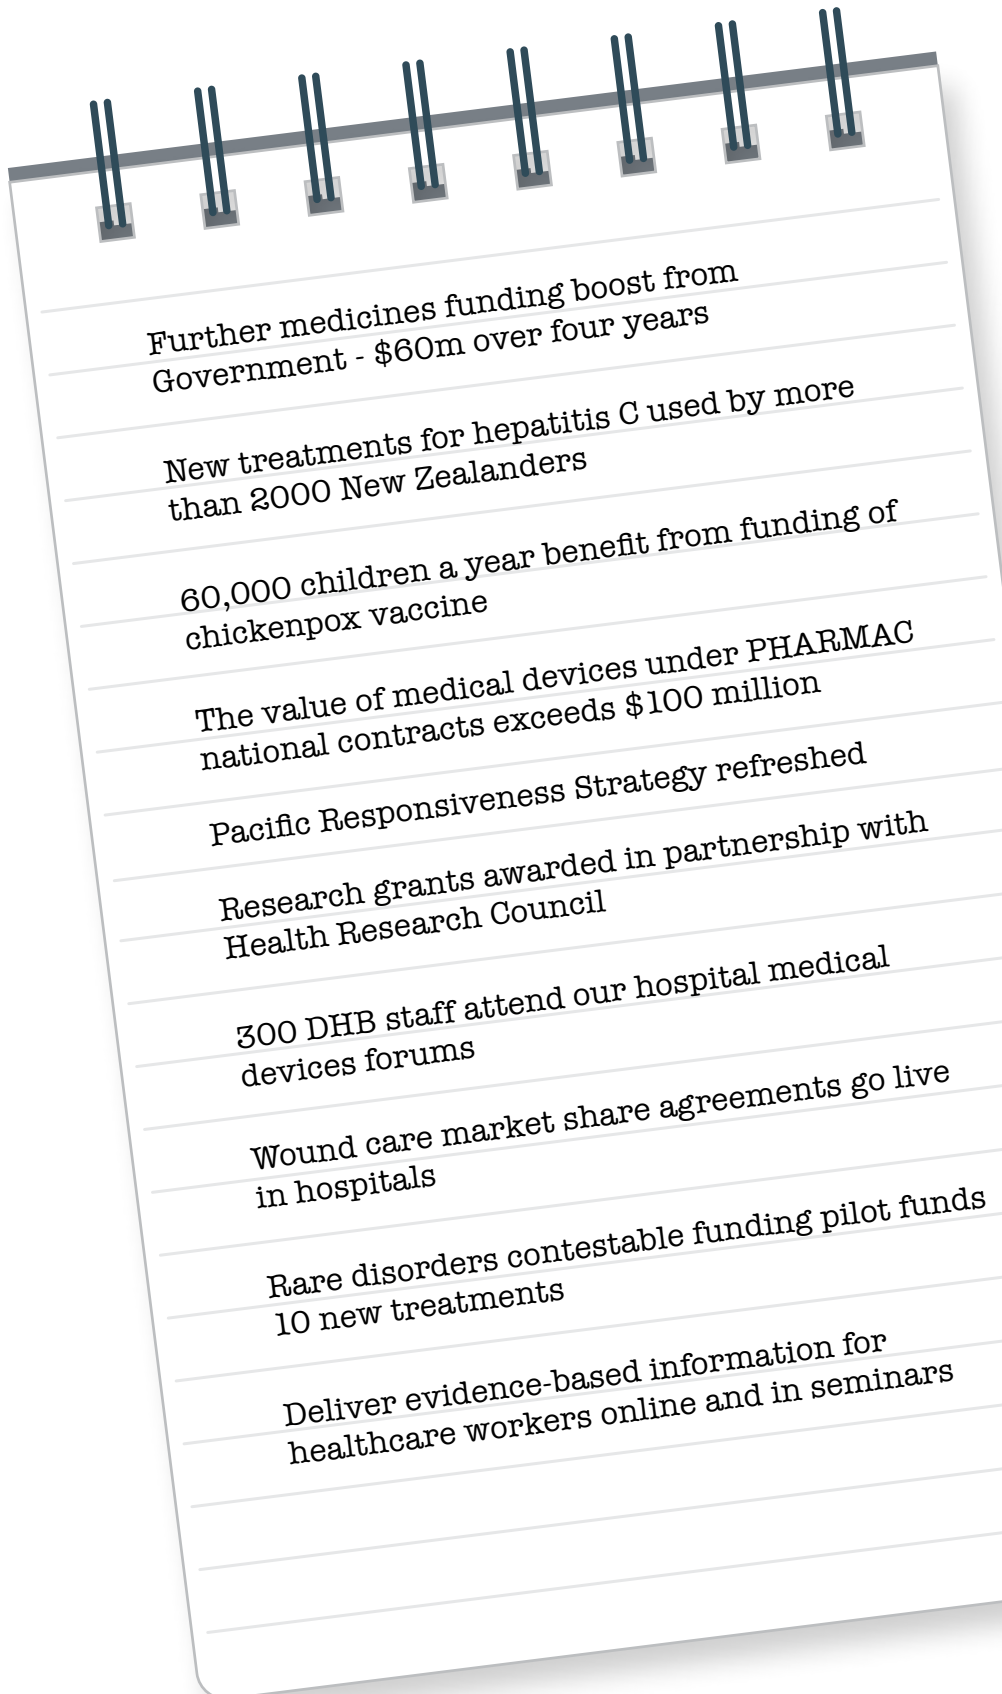 Further medicines funding boost from
Government - $60m over four years
New treatments for hepatitis C used by more
than 2000 New Zealanders
60,000 children a year benefit from funding of
chickenpox vaccine
The value of medical devices under PHARMAC
national contracts exceeds $100 million
Pacific Responsiveness Strategy refreshed
Research grants awarded in partnership with
Health Research Council
300 DHB staff attend our hospital medical
devices forums
Wound care market share agreements go live
in hospitals
Rare disorders contestable funding pilot funds
10 new treatments
Deliver evidence-based information for
healthcare workers online and in seminars